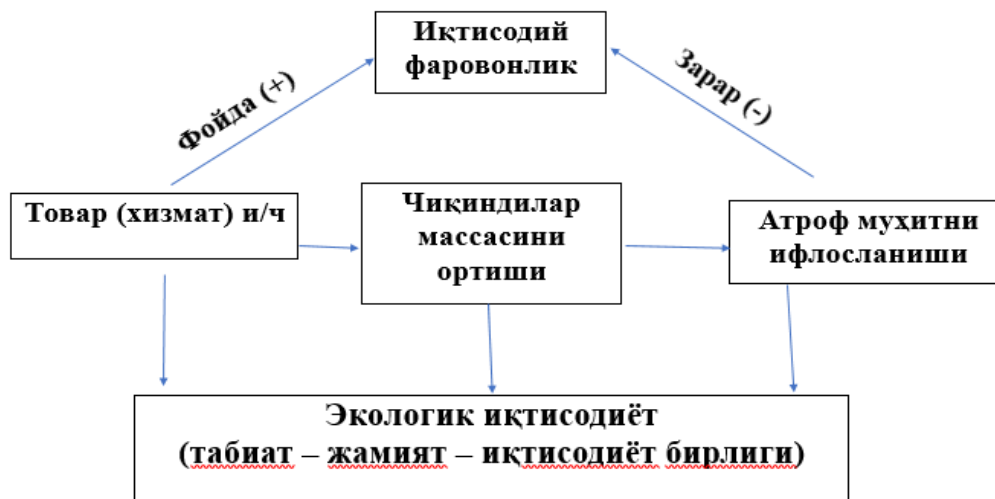 Иқтисодий
фаровонлик
Фойда (+)
Зарар (-)
Товар (хизмат) и/ч
Чиқиндилар
массасини
ортиши
Атроф муҳитни
ифлосланиши
Экологик иқтисодиёт
(табиат – жамият – иқтисодиёт бирлиги)